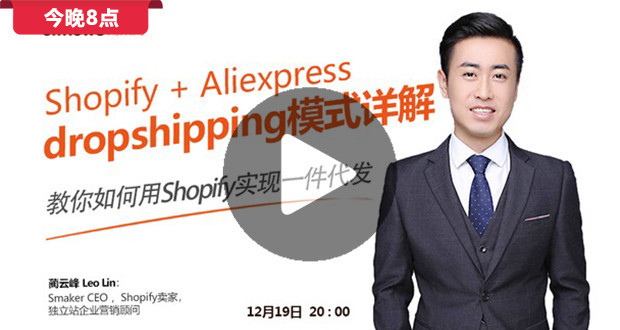 今晚8点
Shopify + Aliexpress
dropshipping模式详解
教你如何用Shopify实现一件代发
蔺云峰 Leo Lin：
Smaker CEO ，Shopify卖家，
独立站企业营销顾问
12月19日 20：00